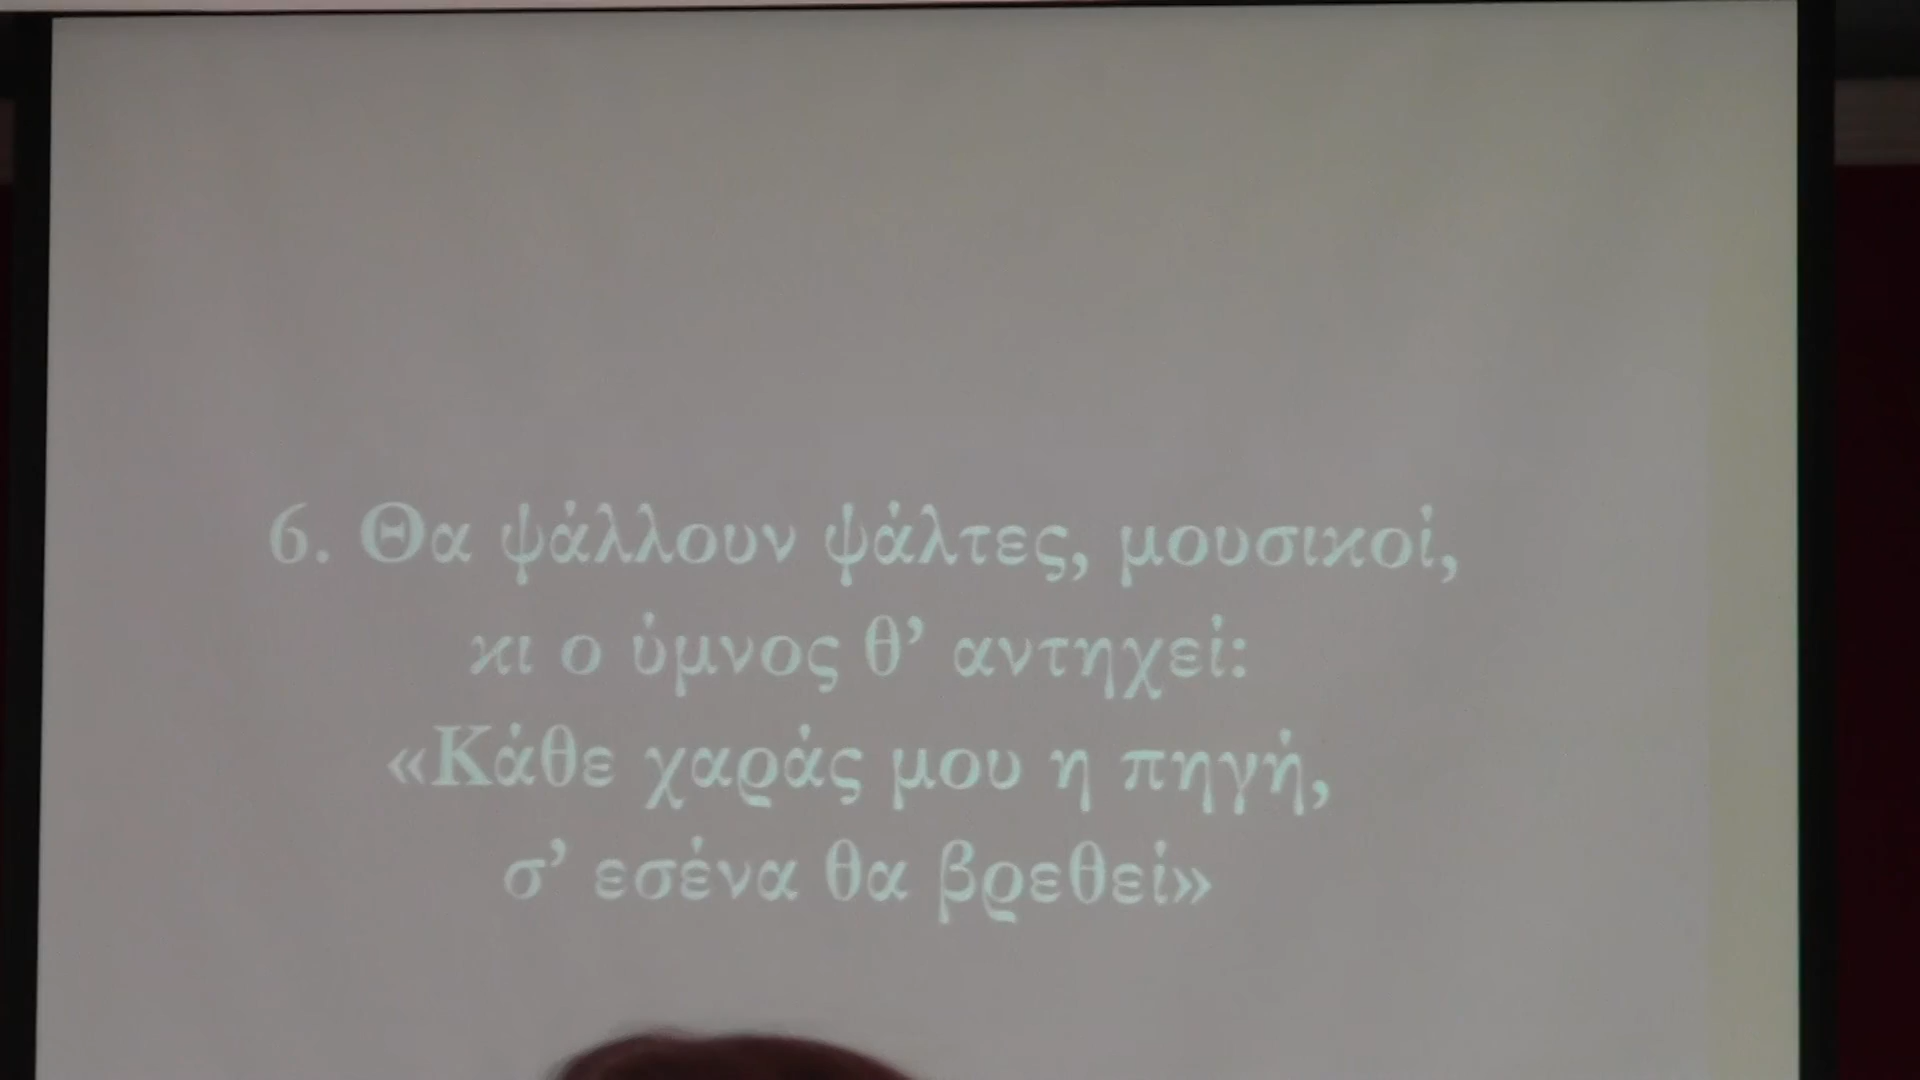 6. Θα ψάλλουν ψάλτες, μουσικοί,
κι ο ύμνος θ’ αντηχεί:
«Κάθε χαράς μου η πηγή,
σ’ εσένα θα βρεθεί»